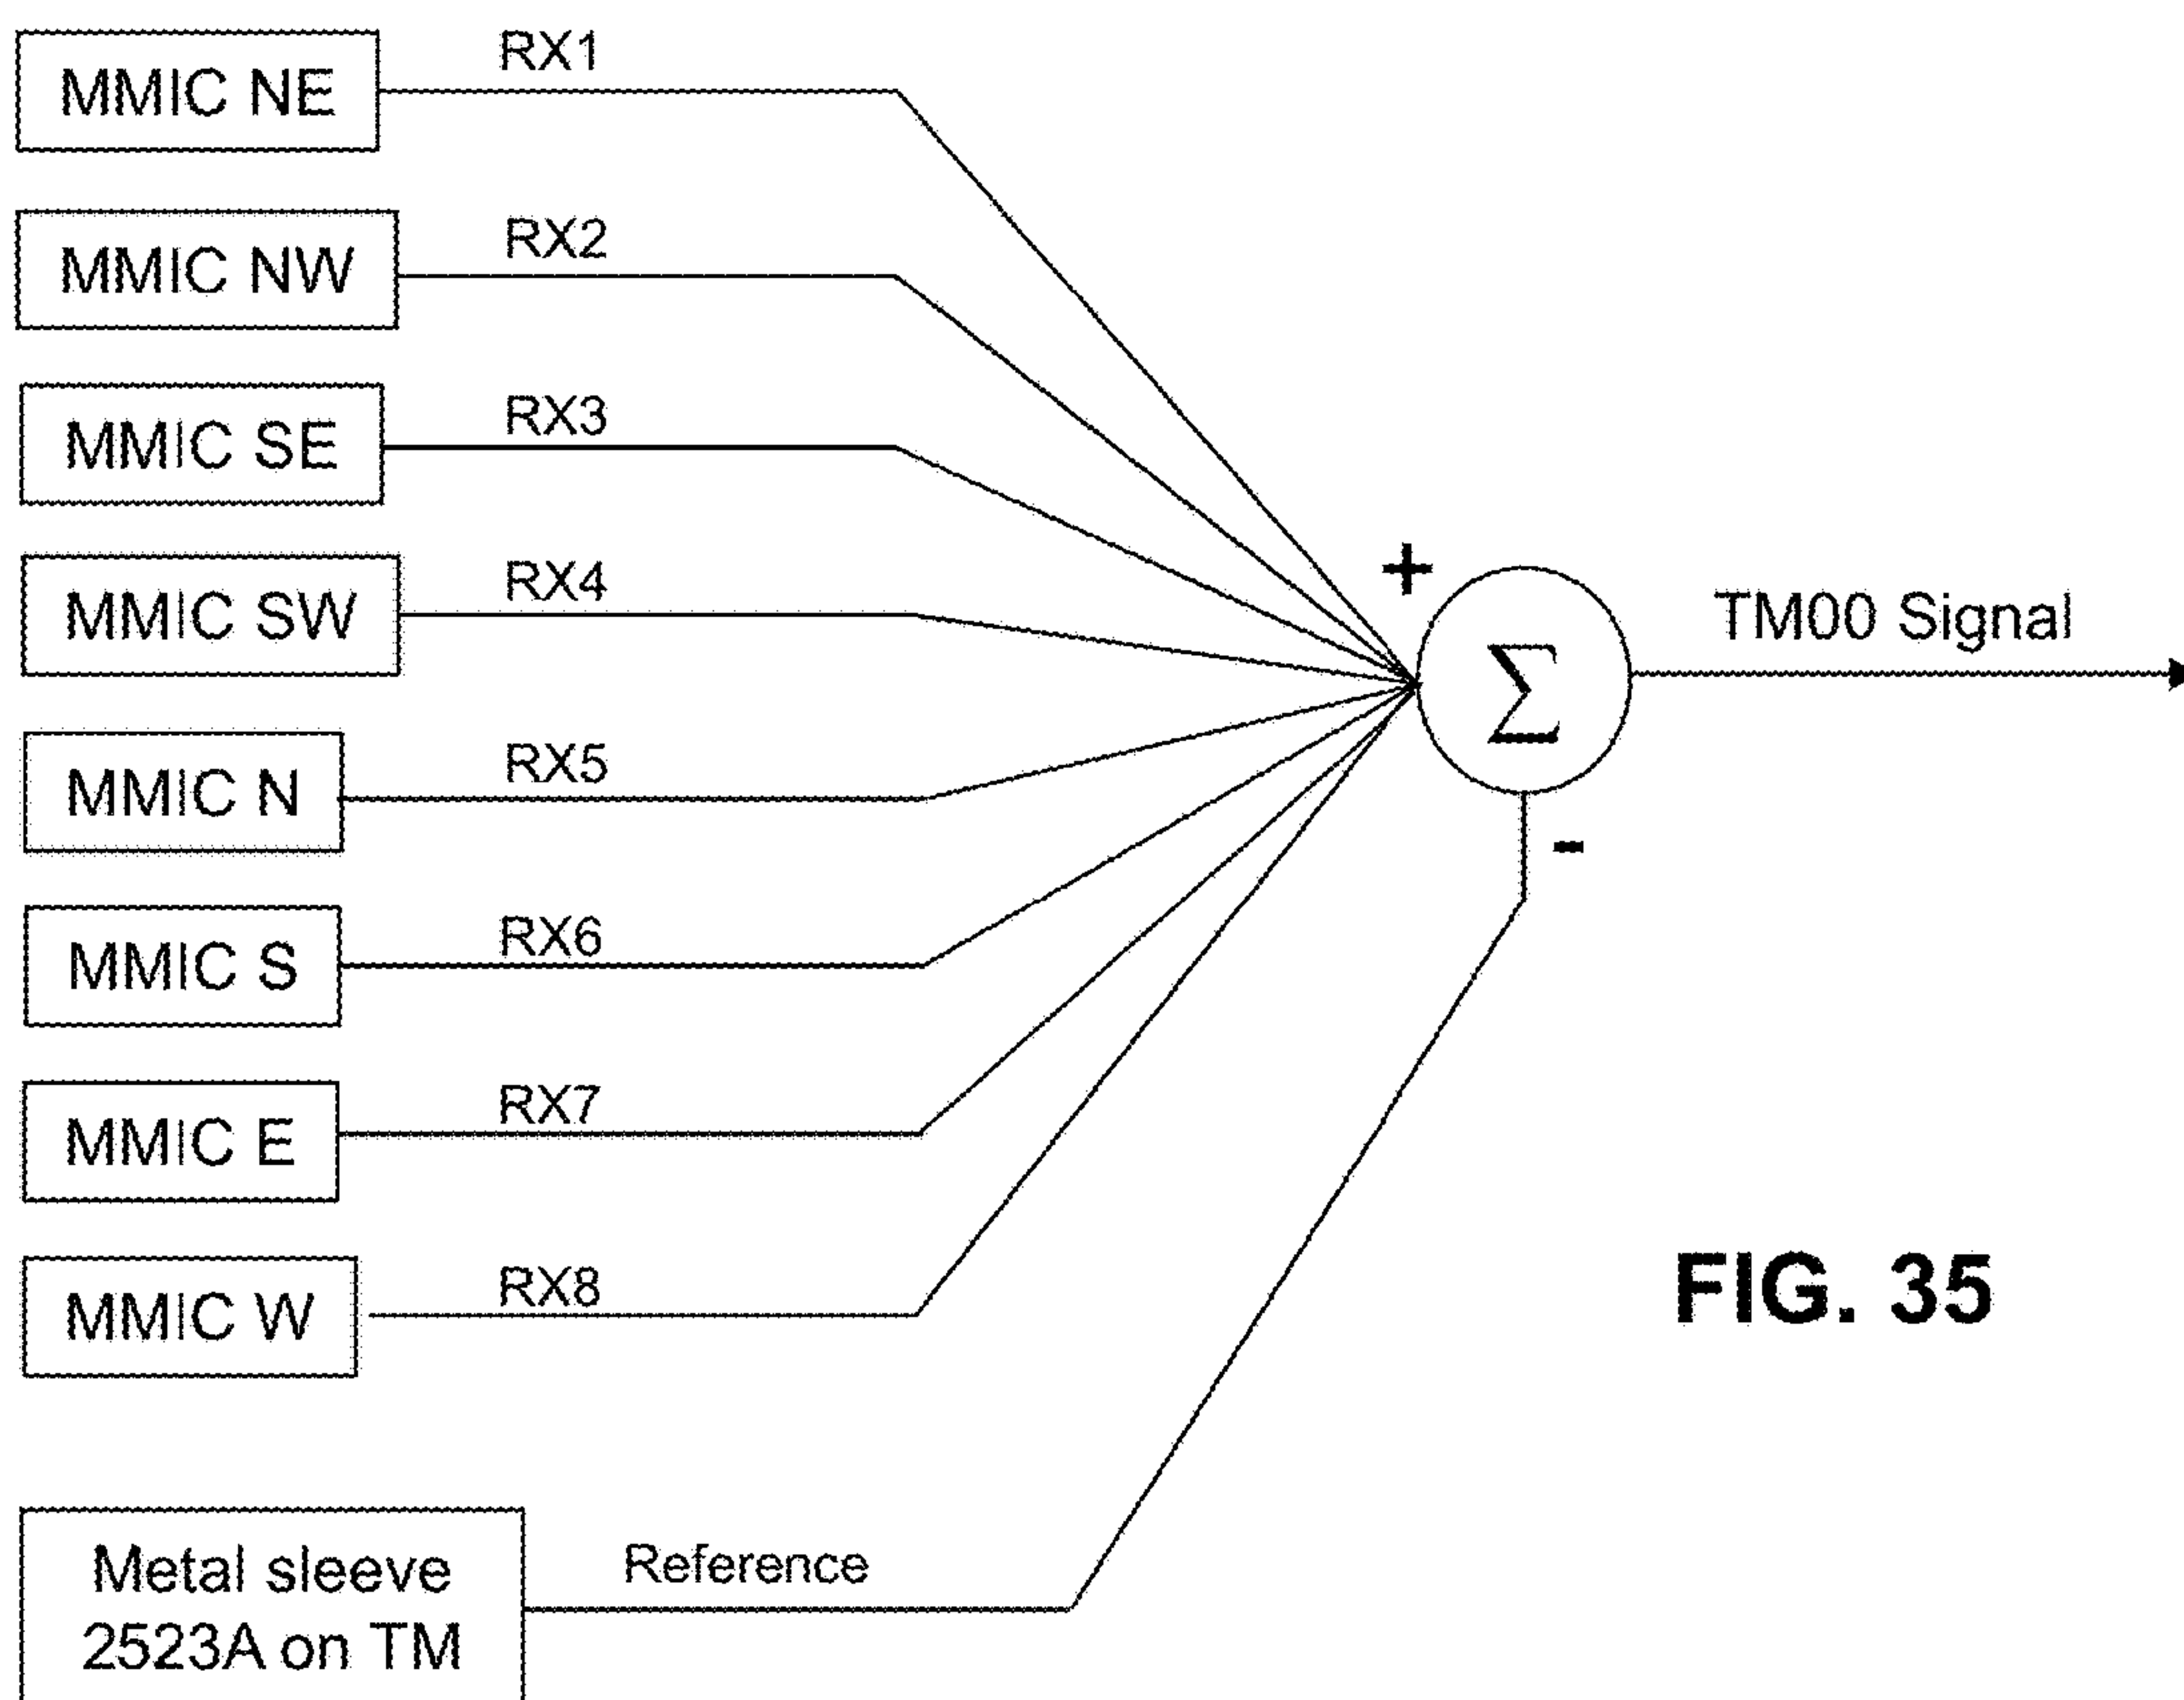 MMIC NE
RX1
MMIC NW
RX2
MMIC SE
RX3
MMIC SW
RX4
+
Σ
TM00 Signal
MMIC N
RX5
-
MMIC S
RX6
MMIC E
RX7
MMIC W
RX8
FIG. 35
Metal sleeve
2523A on TM
Reference